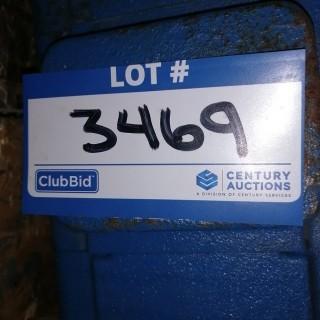 LOT #
3469
ClubBid
CENTURY
AUCTIONS
A DIVISION OF CENTURY SERVICES